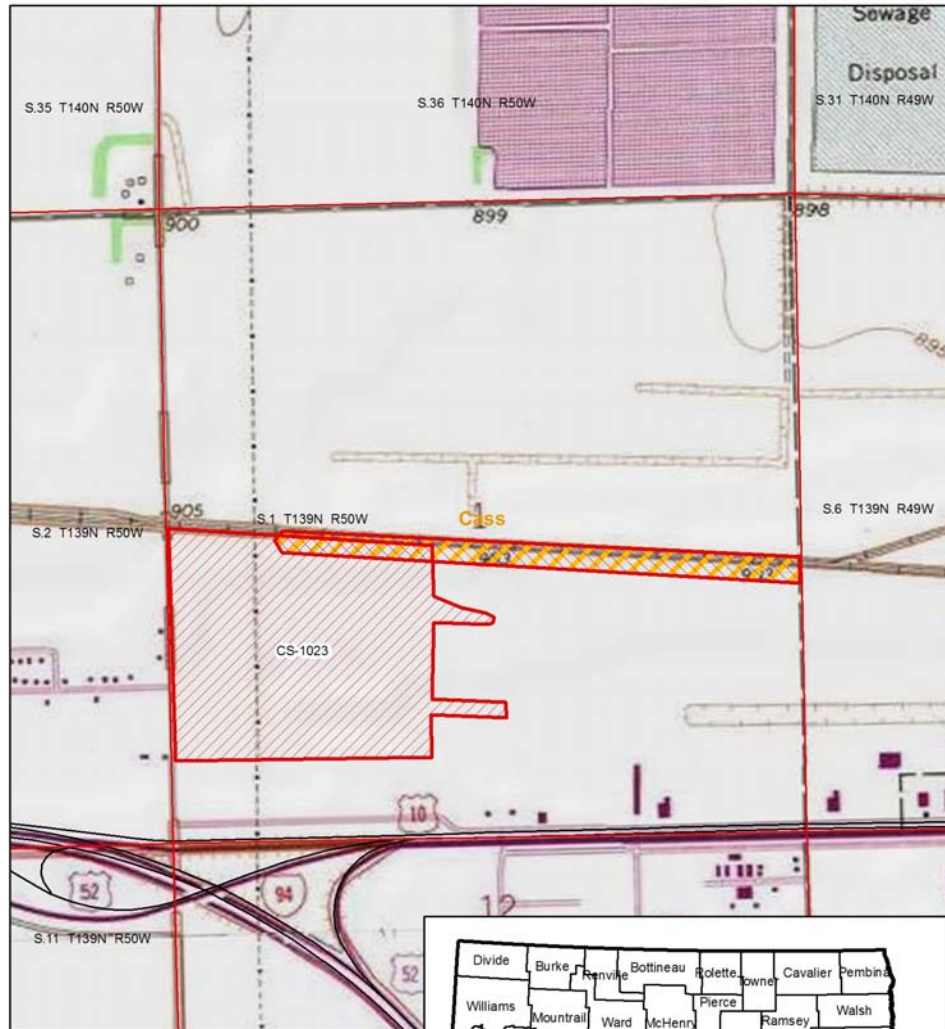 Sewage
Disposal
S.35 T140N R50W
S.36 T140N R50W
S.31 T140N R49W
900
899
898
895
905
S.2 T139N R50W
S.1 T139N R50W
Cass
S.6 T139N R49W
CS-1023
10
52
94
12
S.11 T139N R50W
52
Divide
Burke
Renville
Bottineau
Rolette
Towner
Cavalier
Pembina
Williams
Mountrail
Ward
McHenry
Pierce
Ramsey
Walsh